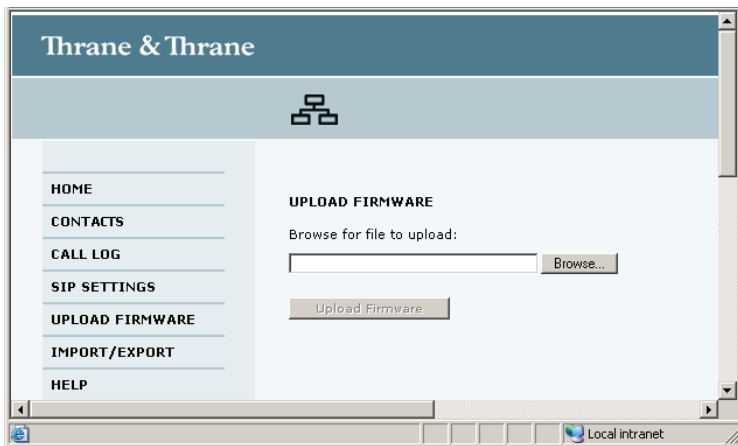 Thrane & Thrane
HOME
CONTACTS
CALL LOG
SIP SETTINGS
UPLOAD FIRMWARE
IMPORT/EXPORT
HELP
UPLOAD FIRMWARE
Browse for file to upload:
Browse...
Upload Firmware
Local intranet